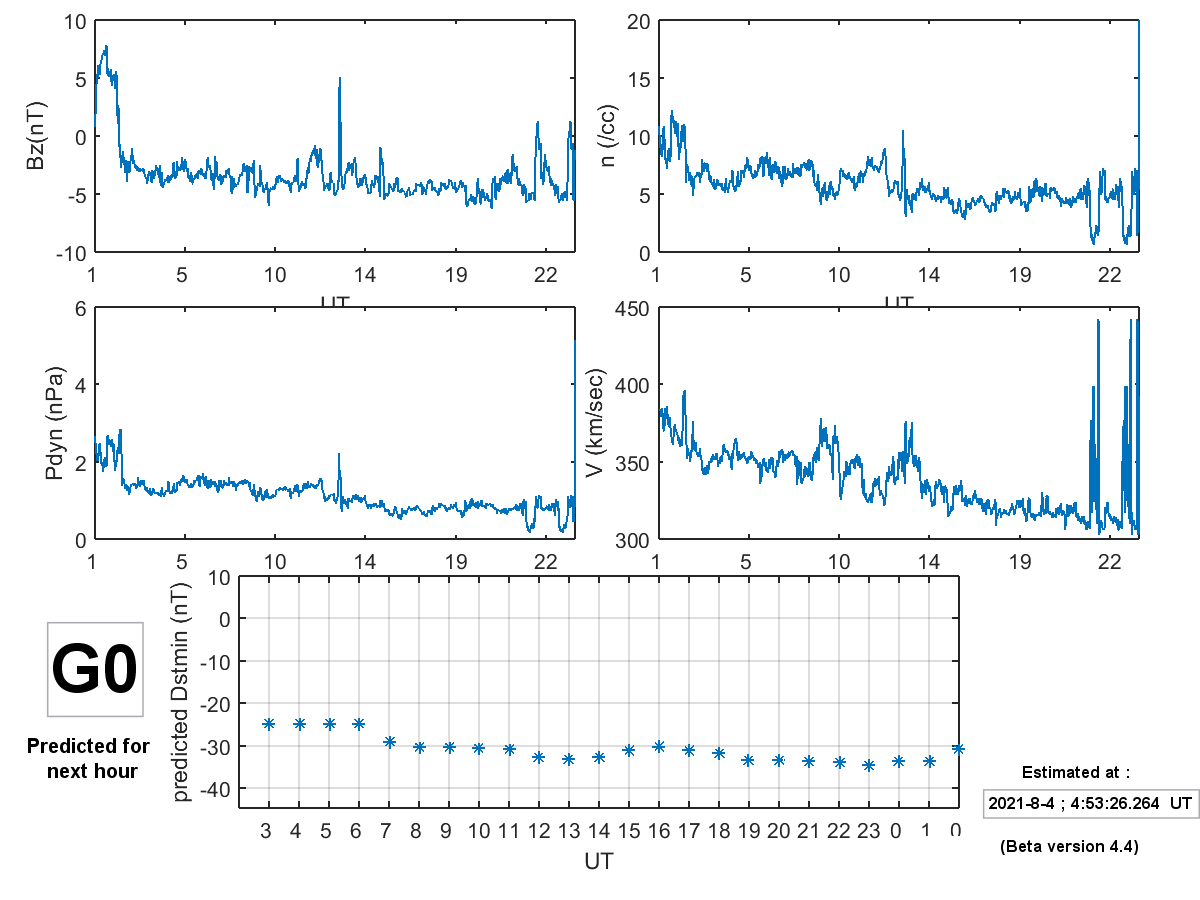 10
5
0
-5
-10
Bz(nT)
1 5 10 14 19 22
UT
20
15
10
5
0
n (/cc)
1 5 10 14 19 22
UT
6
4
2
0
Pdyn (nPa)
1 5 10 14 19 22
450
400
350
300
V (km/sec)
1 5 10 14 19 22
G0
Predicted for
next hour
10
0
-10
-20
-30
-40
predicted Dstmin (nT)
3 4 5 6 7 8 9 10 11 12 13 14 15 16 17 18 19 20 21 22 23 0 1 0
UT
Estimated at :
2021-8-4 ; 4:53:26.264 UT
(Beta version 4.4)